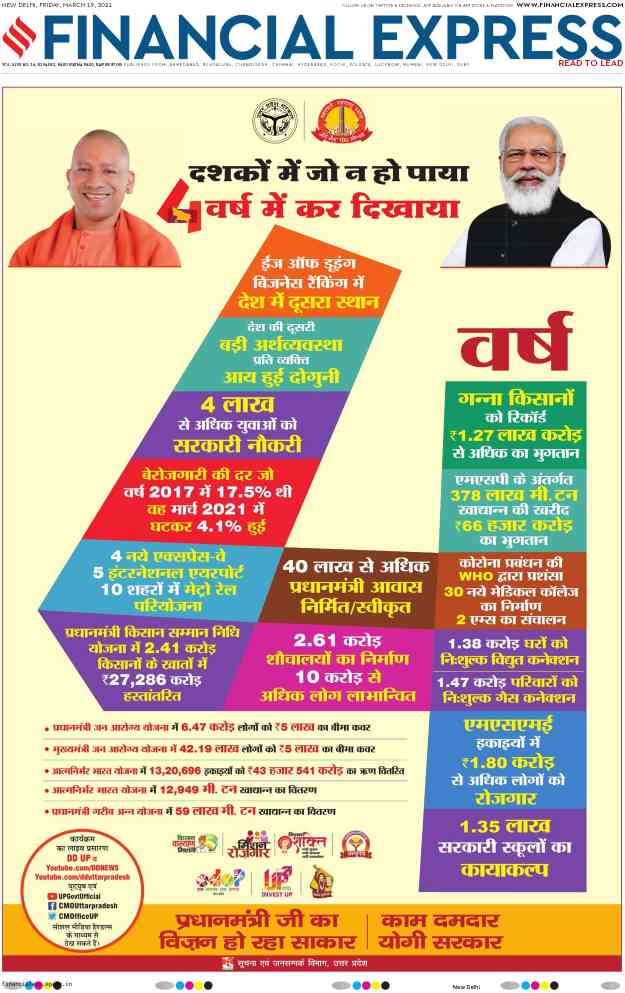 NEW DELHI, FRIDAY, MARCH 19, 2021
WWW.FINANCIALEXPRESS.COM
FINANCIAL EXPRESS
READ TO LEAD
दशकों में जो न हो पाया
4 वर्ष में कर दिखाया
ईज ऑफ डूइंग
बिजनेस रैंकिंग में
देश में दूसरा स्थान
देश की दूसरी
बड़ी अर्थव्यवस्था
प्रति व्यक्ति
आय हुई दोगुनी
4 लाख
से अधिक युवाओं को
सरकारी नौकरी
बेरोजगारी की दर जो
वर्ष 2017 में 17.5% थी
वह मार्च 2021 में
घटकर 4.1% हुई
4 नये एक्सप्रेस-वे
5 इंटरनेशनल एयरपोर्ट
10 शहरों में मेट्रो रेल
परियोजना
40 लाख से अधिक
प्रधानमंत्री आवास
निर्मित/स्वीकृत
प्रधानमंत्री किसान सम्मान निधि
योजना में 2.41 करोड़
किसानों के खातों में
₹27,286 करोड़
हस्तांतरित
2.61 करोड़
शौचालयों का निर्माण
10 करोड़ से
अधिक लोग लाभान्वित
वर्ष
गन्ना किसानों
को रिकॉर्ड
₹1.27 लाख करोड़
से अधिक का भुगतान
एमएसपी के अंतर्गत
378 लाख मी. टन
खाद्यान्न की खरीद
₹66 हजार करोड़
का भुगतान
कोरोना प्रबंधन की
WHO द्वारा प्रशंसा
30 नये मेडिकल कॉलेज
का निर्माण
2 एम्स का संचालन
1.38 करोड़ घरों को
निःशुल्क विद्युत कनेक्शन
1.47 करोड़ परिवारों को
निःशुल्क गैस कनेक्शन
एमएसएमई
इकाइयों में
₹1.80 करोड़
से अधिक लोगों को
रोजगार
1.35 लाख
सरकारी स्कूलों का
कायाकल्प
• प्रधानमंत्री जन आरोग्य योजना में 6.47 करोड़ लोगों को ₹5 लाख का बीमा कवर
• मुख्यमंत्री जन आरोग्य योजना में 42.19 लाख लोगों को ₹5 लाख का बीमा कवर
• आत्मनिर्भर भारत योजना में 13,20,696 इकाइयों को ₹43 हजार 541 करोड़ का ऋण वितरित
• आत्मनिर्भर भारत योजना में 12,949 मी. टन खाद्यान्न का वितरण
• प्रधानमंत्री गरीब अन्न योजना में 59 लाख मी. टन खाद्यान्न का वितरण
कार्यक्रम
का लाइव प्रसारण
DD UP व
Youtube.com/DDNEWS
Youtube.com/dduttarpradesh
यूट्यूब एवं
UPGovtOfficial
CMOUttarpradesh
CMOfficeUP
सोशल मीडिया हैण्डल्स
के माध्यम से
देख सकते हैं।
मिशन
रोजगार
शक्ति
odop
UP
INVEST UP
प्रधानमंत्री जी का
विज़न हो रहा साकार
काम दमदार
योगी सरकार
सूचना एवं जनसम्पर्क विभाग, उत्तर प्रदेश
New Delhi